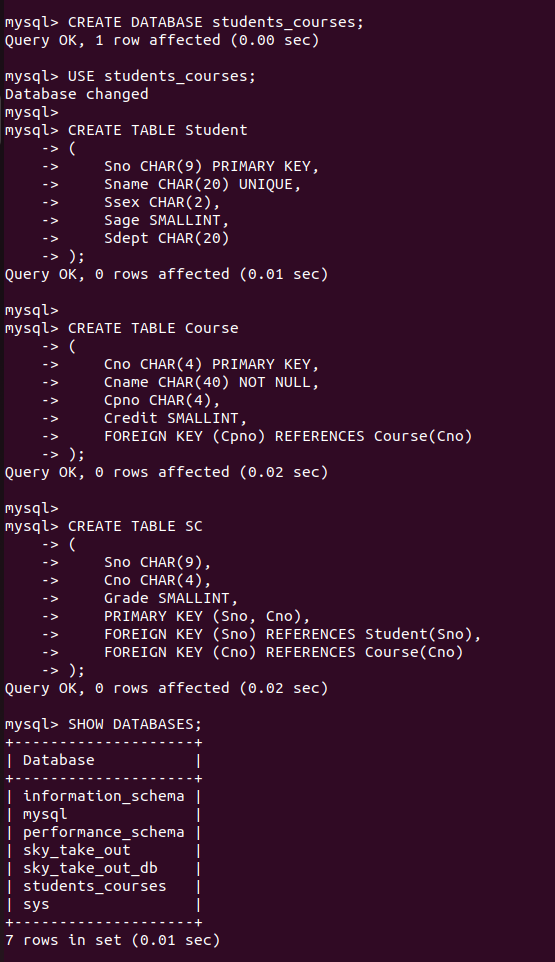 mysql> CREATE DATABASE students_courses;
Query OK, 1 row affected (0.00 sec)

mysql> USE students_courses;
Database changed
mysql>
mysql> CREATE TABLE Student
    -> (
    ->     Sno CHAR(9) PRIMARY KEY,
    ->     Sname CHAR(20) UNIQUE,
    ->     Ssex CHAR(2),
    ->     Sage SMALLINT,
    ->     Sdept CHAR(20)
    -> );
Query OK, 0 rows affected (0.01 sec)

mysql>
mysql> CREATE TABLE Course
    -> (
    ->     Cno CHAR(4) PRIMARY KEY,
    ->     Cname CHAR(40) NOT NULL,
    ->     Cpno CHAR(4),
    ->     Credit SMALLINT,
    ->     FOREIGN KEY (Cpno) REFERENCES Course(Cno)
    -> );
Query OK, 0 rows affected (0.02 sec)

mysql>
mysql> CREATE TABLE SC
    -> (
    ->     Sno CHAR(9),
    ->     Cno CHAR(4),
    ->     Grade SMALLINT,
    ->     PRIMARY KEY (Sno, Cno),
    ->     FOREIGN KEY (Sno) REFERENCES Student(Sno),
    ->     FOREIGN KEY (Cno) REFERENCES Course(Cno)
    -> );
Query OK, 0 rows affected (0.02 sec)

mysql> SHOW DATABASES;
+--------------------+
| Database           |
+--------------------+
| information_schema |
| mysql              |
| performance_schema |
| sky_take_out       |
| sky_take_out_db    |
| students_courses   |
| sys                |
+--------------------+
7 rows in set (0.01 sec)